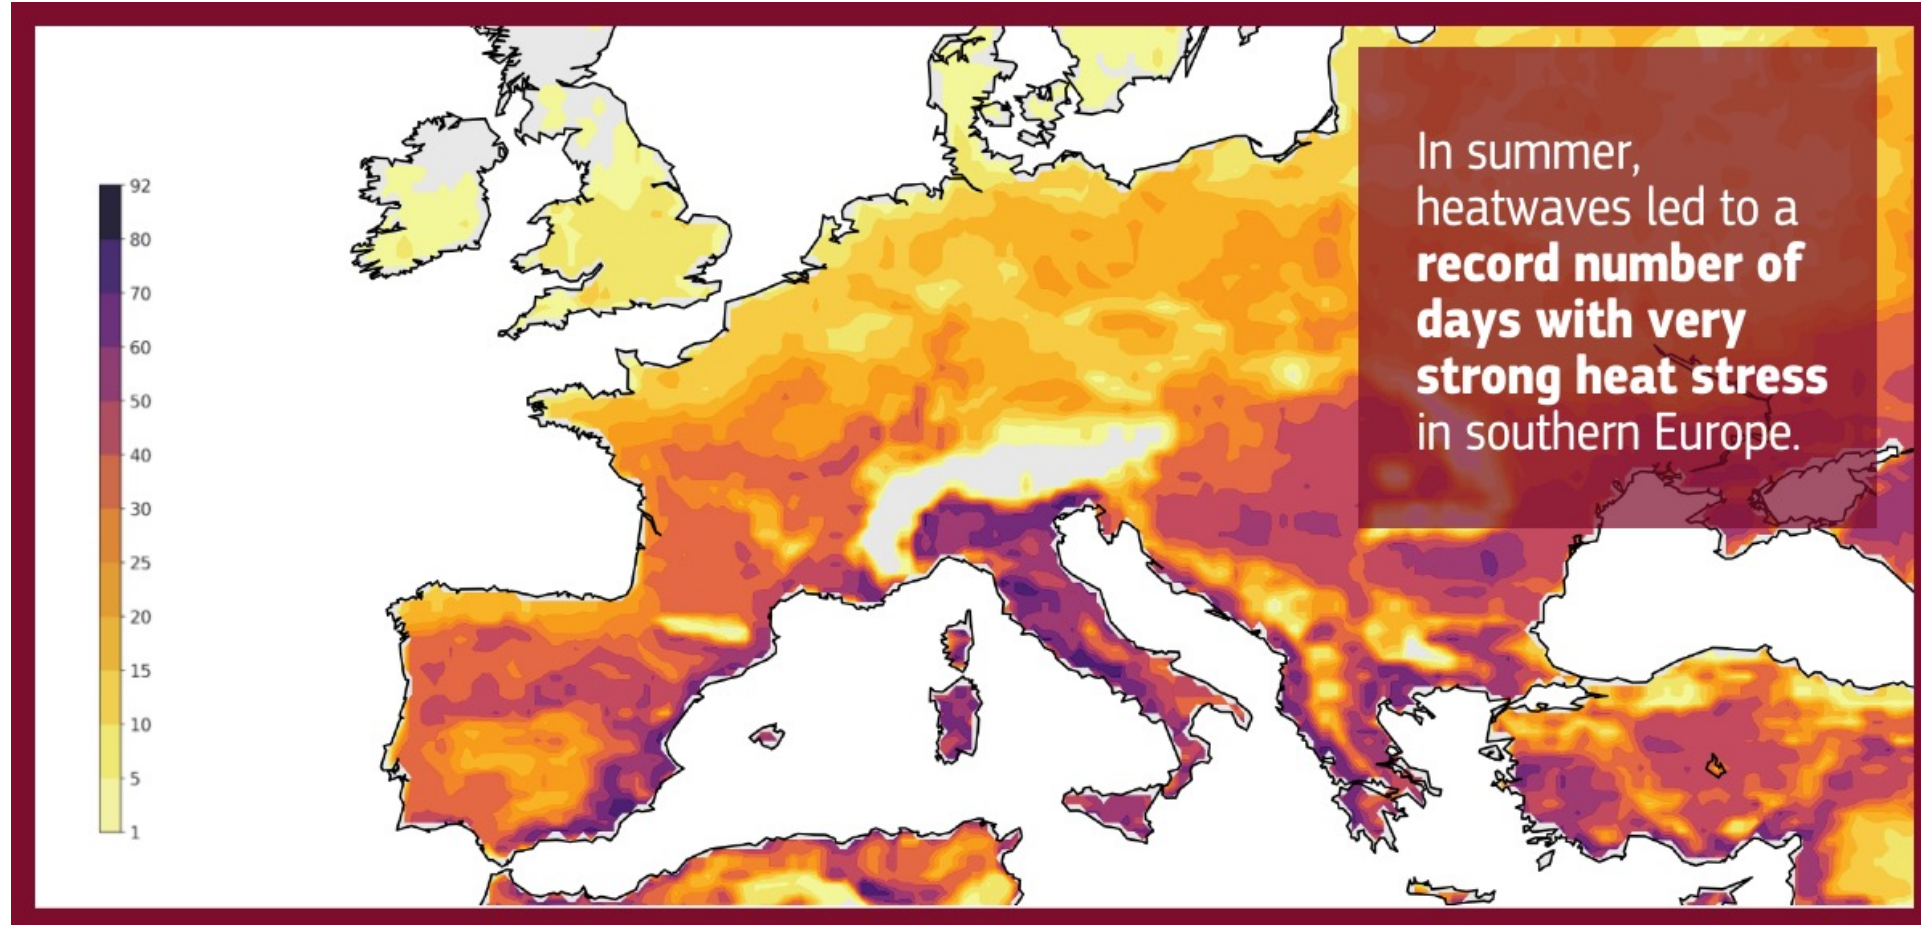 92
80
70
60
50
40
30
25
20
15
10
5
1
In summer,
heatwaves led to a
record number of
days with very
strong heat stress
in southern Europe.